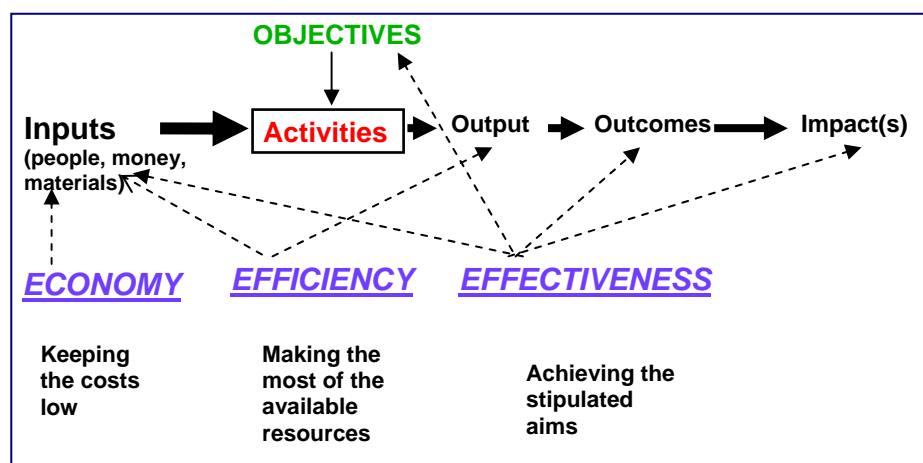 OBJECTIVES
Inputs
(people, money,
materials)
Activities
Output
Outcomes
Impact(s)
ECONOMY
EFFICIENCY
EFFECTIVENESS
Keeping
the costs
low
Making the
most of the
available
resources
Achieving the
stipulated
aims